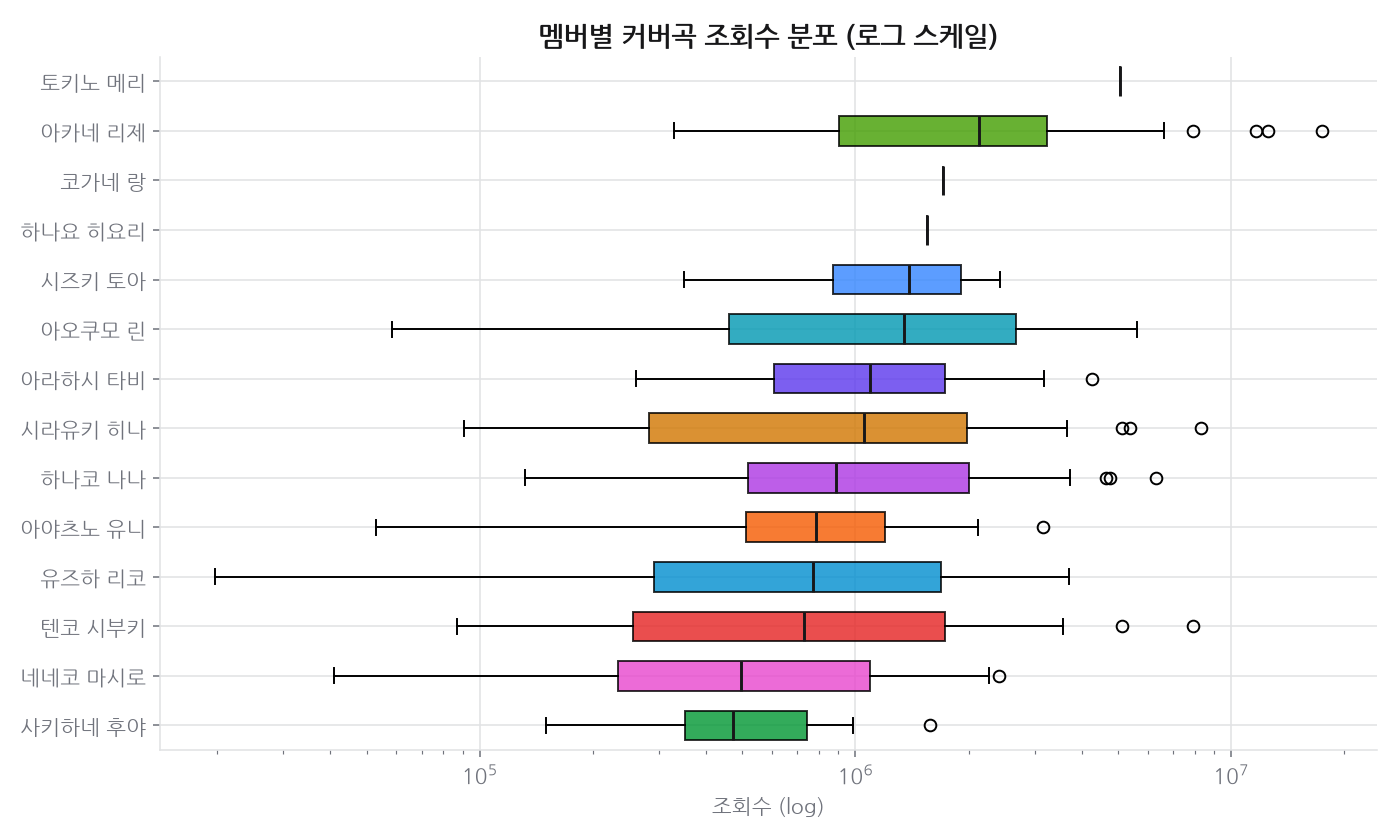 멤버별 커버곡 조회수 분포 (로그 스케일)
토키노 메리
아카네 리제
코가네 랑
하나요 히요리
시즈키 토아
아오쿠모 린
아라하시 타비
시라유키 히나
하나코 나나
아야츠노 유니
유즈하 리코
텐코 시부키
네네코 마시로
사키하네 후야
10⁵ 10⁶ 10⁷
조회수 (log)